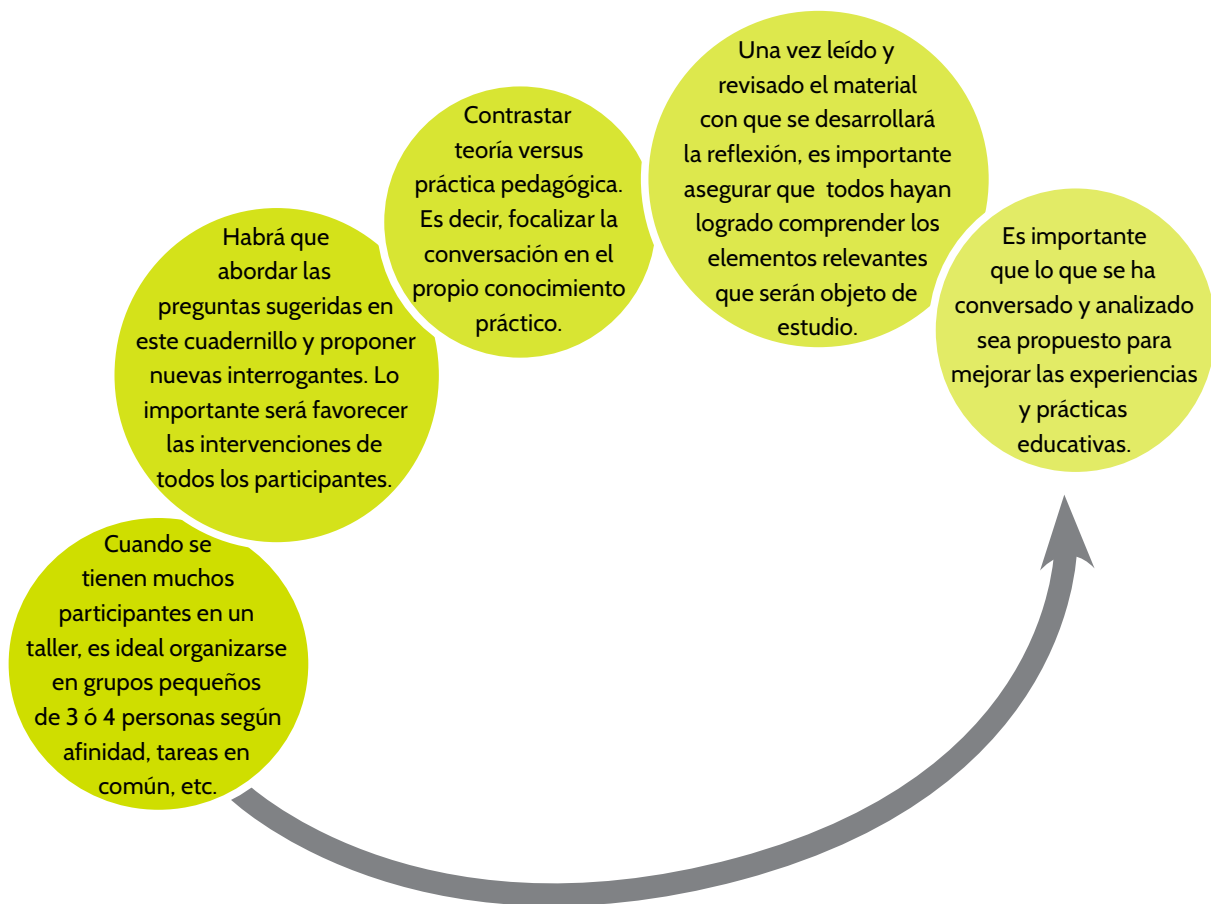 Cuando se
tienen muchos
participantes en un
taller, es ideal organizarse
en grupos pequeños
de 3 ó 4 personas según
afinidad, tareas en
común, etc.
Habrá que
abordar las
preguntas sugeridas en
este cuadernillo y proponer
nuevas interrogantes. Lo
importante será favorecer
las intervenciones de
todos los participantes.
Contrastar
teoría versus
práctica pedagógica.
Es decir, focalizar la
conversación en el
propio conocimiento
práctico.
Una vez leído y
revisado el material
con que se desarrollará
la reflexión, es importante
asegurar que todos hayan
logrado comprender los
elementos relevantes
que serán objeto de
estudio.
Es importante
que lo que se ha
conversado y analizado
sea propuesto para
mejorar las experiencias
y prácticas
educativas.